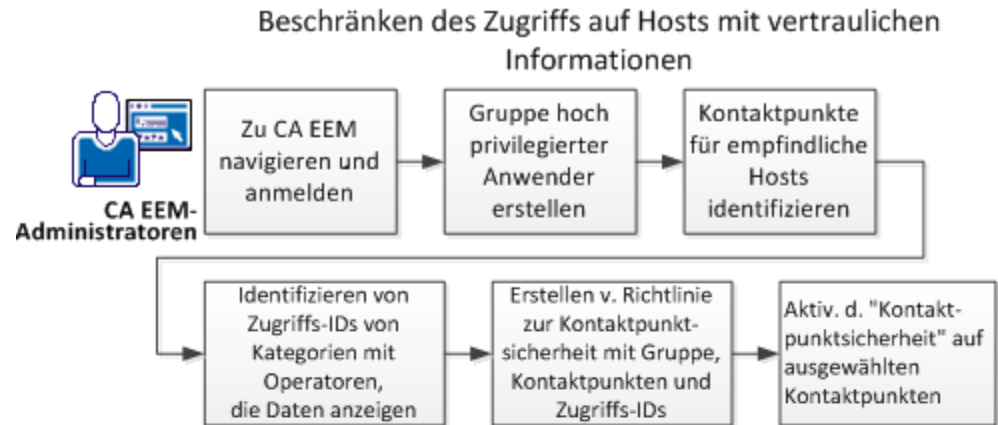 Beschränken des Zugriffs auf Hosts mit vertraulichen
Informationen
CA EEM-
Administratoren
Zu CA EEM
navigieren und
anmelden
Gruppe hoch
privilegierter
Anwender
erstellen
Kontaktpunkte
für empfindliche
Hosts
identifizieren
Identifizieren von
Zugriffs-IDs von
Kategorien mit
Operatoren,
die Daten anzeigen
Erstellen v. Richtlinie
zur Kontaktpunkt-
sicherheit mit Gruppe,
Kontaktpunkten und
Zugriffs-IDs
Aktiv. d. "Kontakt-
punktsicherheit" auf
ausgewählten
Kontaktpunkten